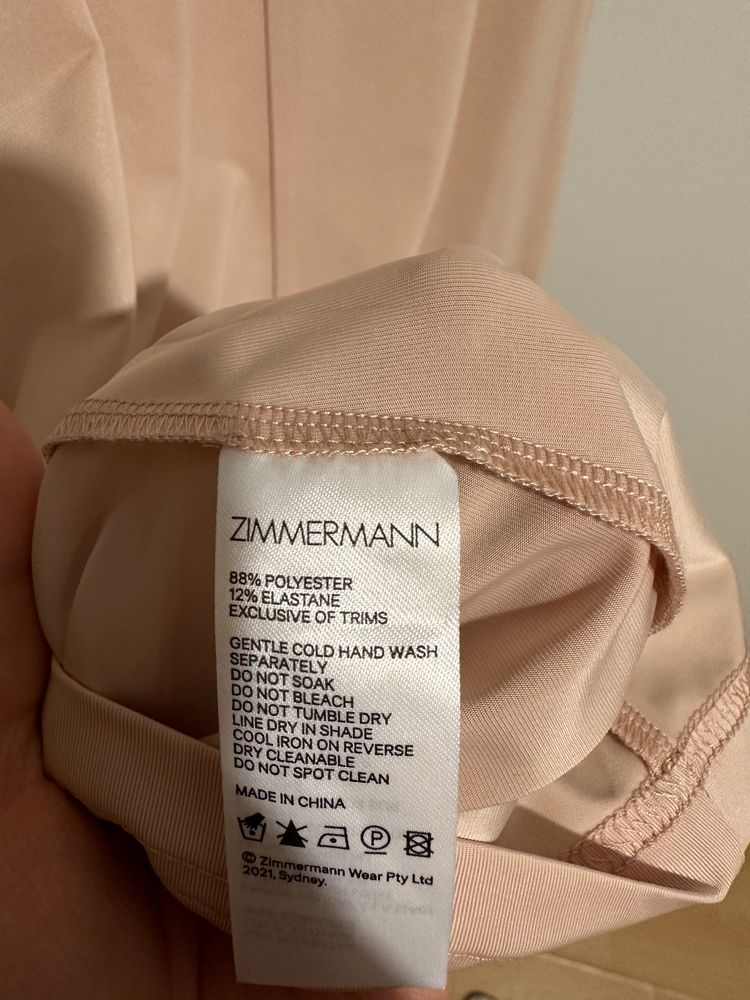 ZIMMERMANN
88% POLYESTER
12% ELASTANE
EXCLUSIVE OF TRIMS
GENTLE COLD HAND WASH
SEPARATELY
DO NOT SOAK
DO NOT BLEACH
DO NOT TUMBLE DRY
LINE DRY IN SHADE
COOL IRON ON REVERSE
DRY CLEANABLE
DO NOT SPOT CLEAN
MADE IN CHINA
P
© Zimmermann Wear Pty Ltd
2021, Sydney.